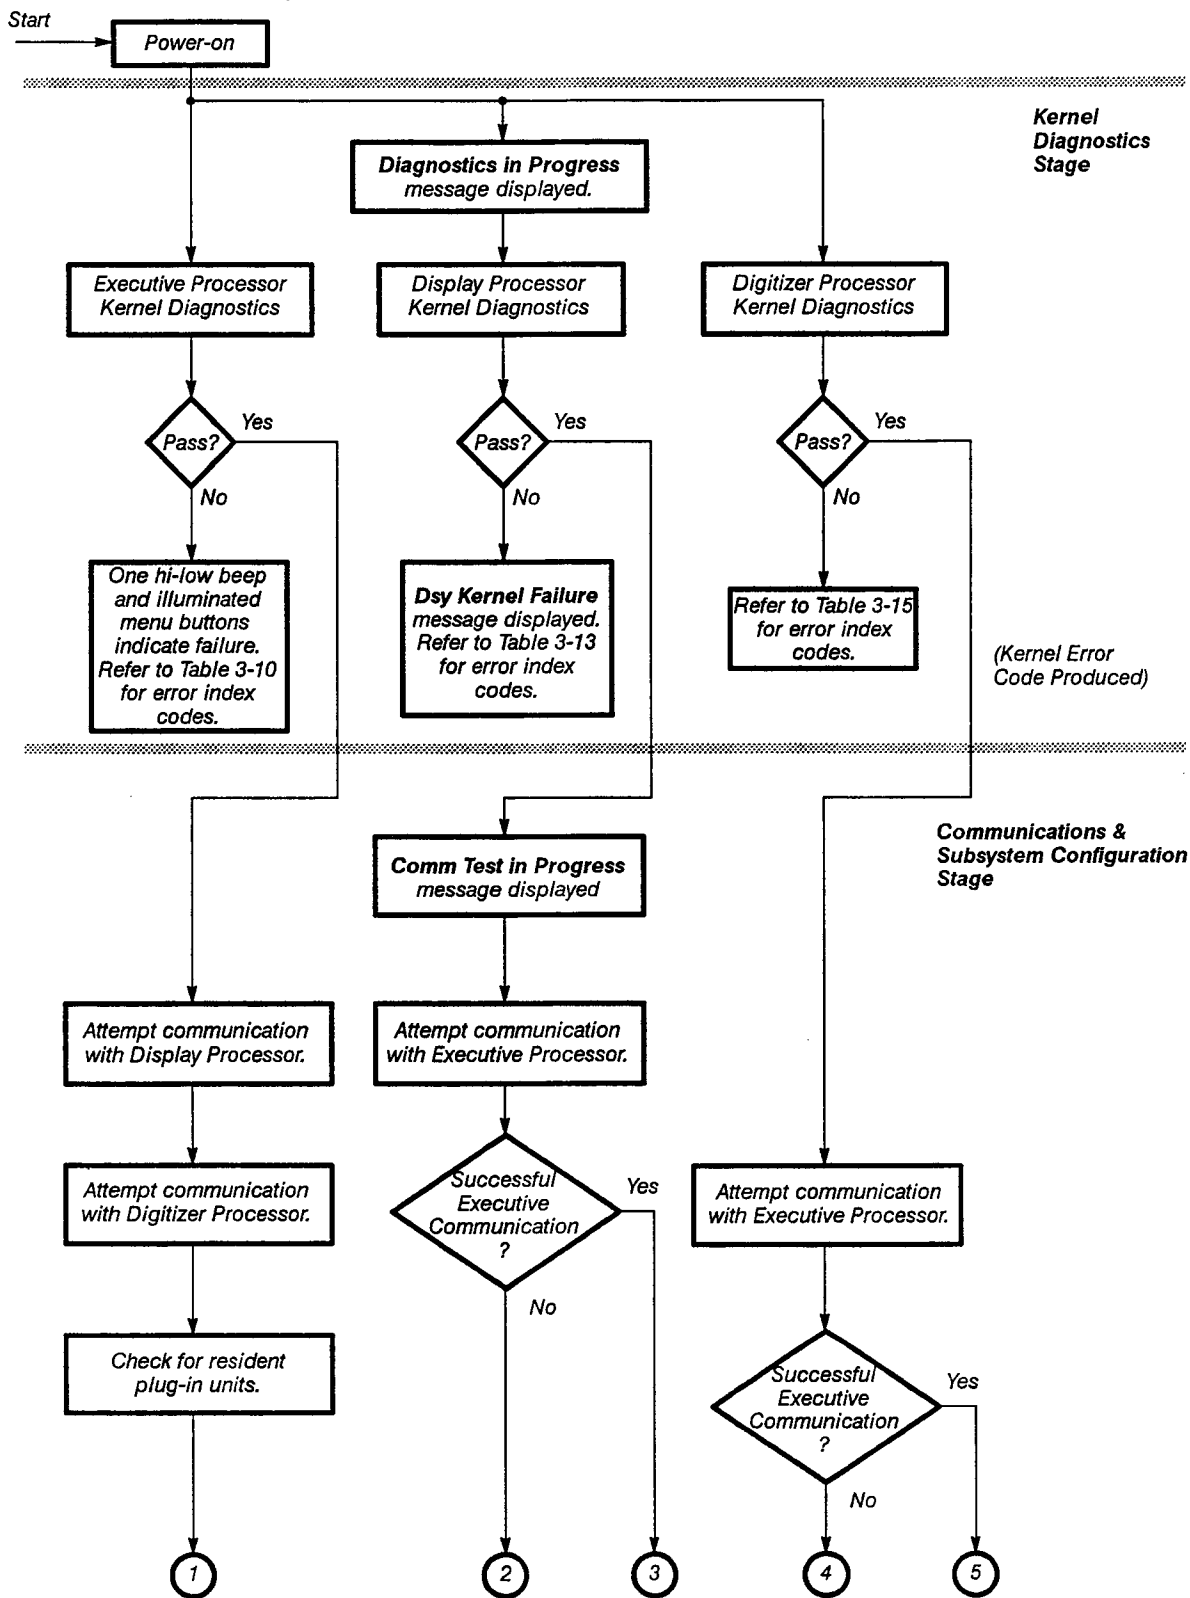 Start
Power-on
Kernel
Diagnostics
Stage
Diagnostics in Progress
message displayed.
Executive Processor
Kernel Diagnostics
Display Processor
Kernel Diagnostics
Digitizer Processor
Kernel Diagnostics
Pass?
Yes
No
Pass?
Yes
No
Pass?
Yes
No
One hi-low beep
and illuminated
menu buttons
indicate failure.
Refer to Table 3-10
for error index
codes.
Dsy Kernel Failure
message displayed.
Refer to Table 3-13
for error index
codes.
Refer to Table 3-15
for error index
codes.
(Kernel Error
Code Produced)
Communications &
Subsystem Configuration
Stage
Comm Test in Progress
message displayed
Attempt communication
with Display Processor.
Attempt communication
with Executive Processor.
Attempt communication
with Digitizer Processor.
Successful
Executive
Communication
?
Yes
No
Attempt communication
with Executive Processor.
Check for resident
plug-in units.
Successful
Executive
Communication
?
Yes
No
1
2
3
4
5